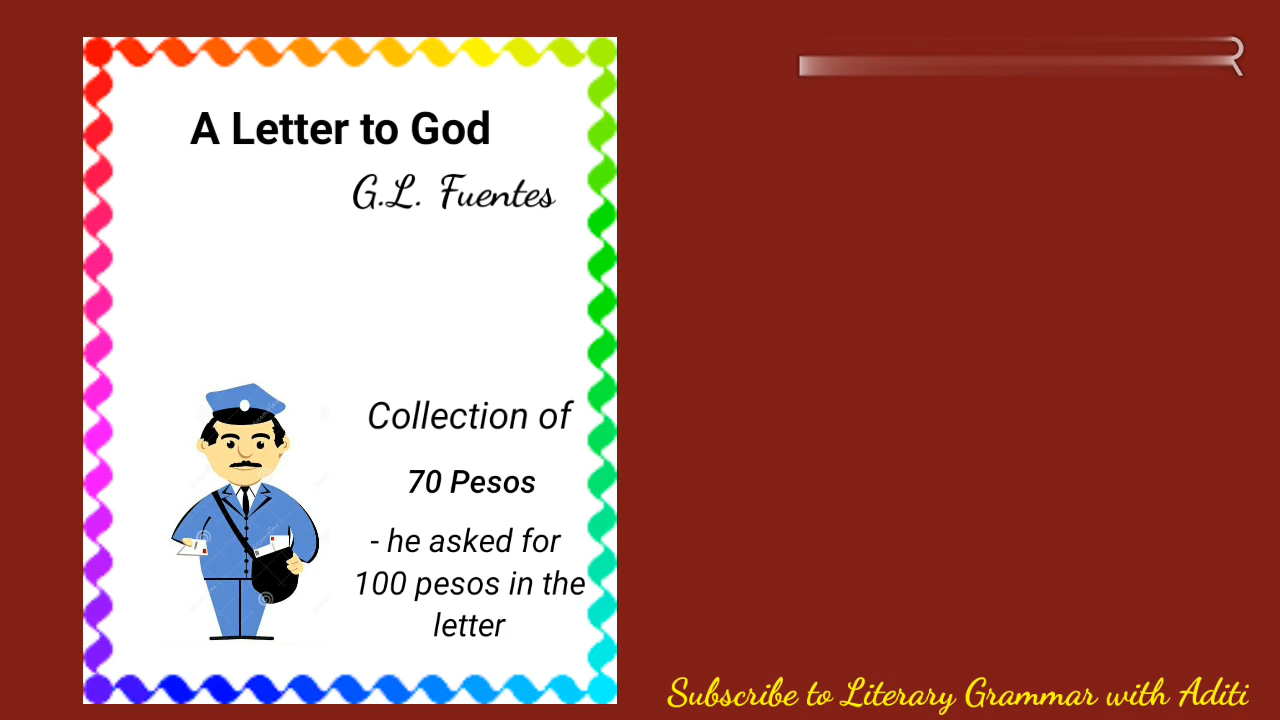 A Letter to God
G.L. Fuentes
Collection of
70 Pesos
- he asked for
100 pesos in the
letter
Subscribe to Literary Grammar with Aditi